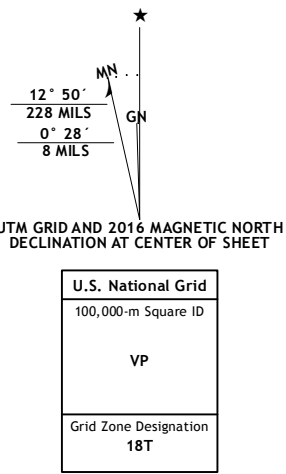 ★
MN
GN
12° 50´
228 MILS
0° 28´
8 MILS
UTM GRID AND 2016 MAGNETIC NORTH
DECLINATION AT CENTER OF SHEET
U.S. National Grid
100,000-m Square ID
VP
Grid Zone Designation
18T